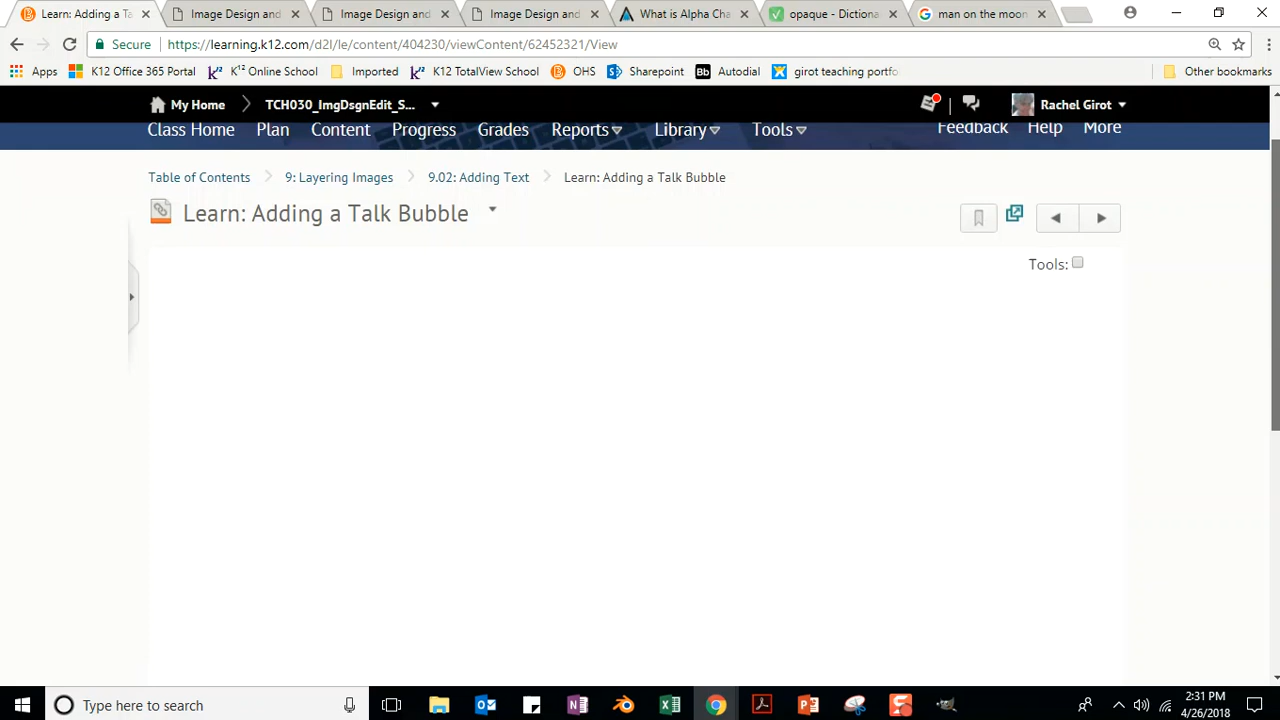 Learn: Adding a Ta
Image Design and
Image Design and
Image Design and
What is Alpha Cha
opaque - Dictiona
man on the moon
Secure
https://learning.k12.com/d2l/le/content/404230/viewContent/62452321/View
Apps
K12 Office 365 Portal
K¹² Online School
Imported
K12 TotalView School
OHS
Sharepoint
Bb Autodial
girot teaching portfo
Other bookmarks
My Home
TCH030_ImgDsgnEdit_S...
Rachel Girot
Class Home Plan Content Progress Grades Reports Library Tools Feedback Help More
Table of Contents
9: Layering Images
9.02: Adding Text
Learn: Adding a Talk Bubble
Learn: Adding a Talk Bubble
Tools:
Type here to search
2:31 PM
4/26/2018